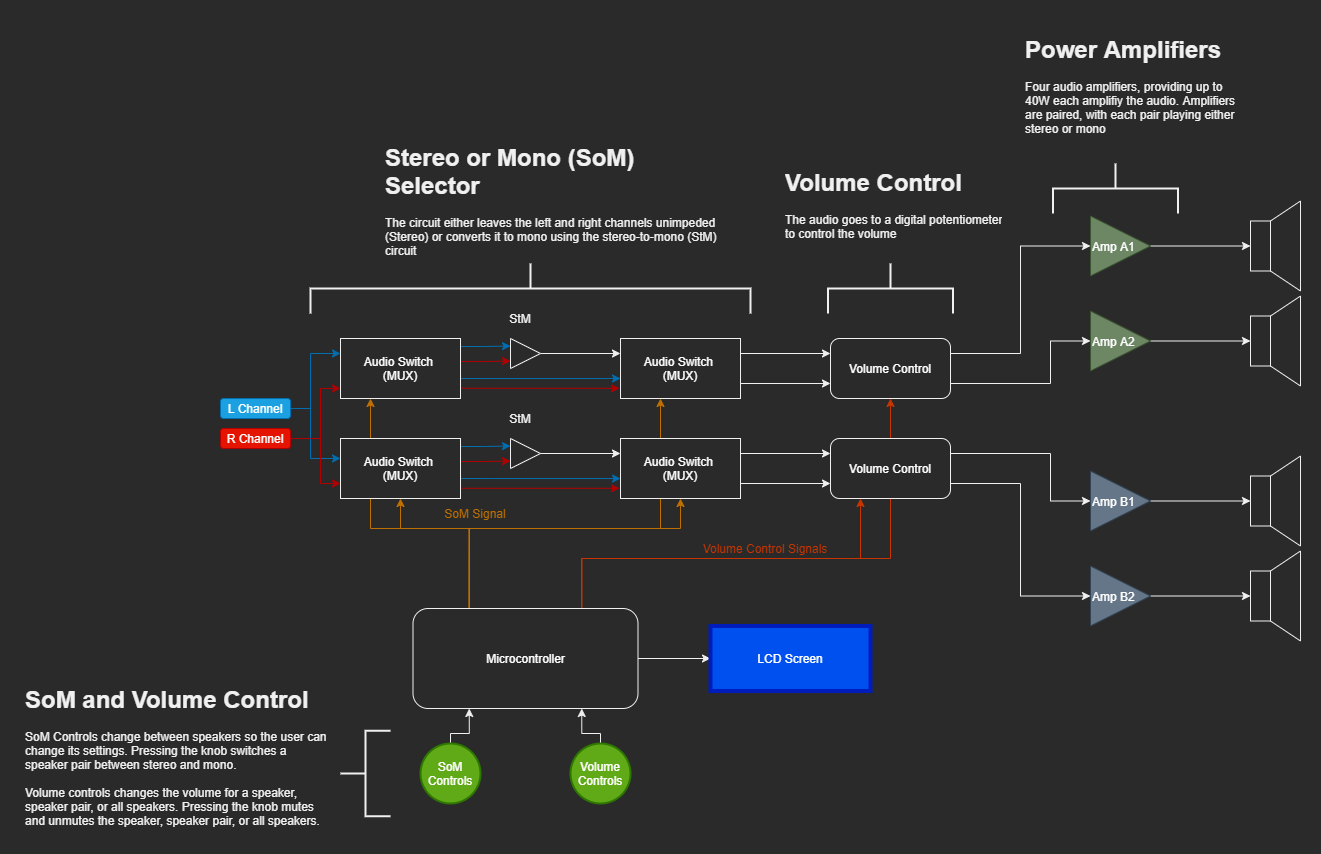 Power Amplifiers
Four audio amplifiers, providing up to
40W each amplifiy the audio. Amplifiers
are paired, with each pair playing either
stereo or mono
Stereo or Mono (SoM)
Selector
The circuit either leaves the left and right channels unimpeded
(Stereo) or converts it to mono using the stereo-to-mono (StM)
circuit
Volume Control
The audio goes to a digital potentiometer
to control the volume
Amp A1
Amp A2
StM
Audio Switch
(MUX)
Audio Switch
(MUX)
Volume Control
L Channel
R Channel
StM
Audio Switch
(MUX)
Audio Switch
(MUX)
Volume Control
Amp B1
Amp B2
SoM Signal
Volume Control Signals
Microcontroller
LCD Screen
SoM and Volume Control
SoM Controls change between speakers so the user can
change its settings. Pressing the knob switches a
speaker pair between stereo and mono.
Volume controls changes the volume for a speaker,
speaker pair, or all speakers. Pressing the knob mutes
and unmutes the speaker, speaker pair, or all speakers.
SoM
Controls
Volume
Controls